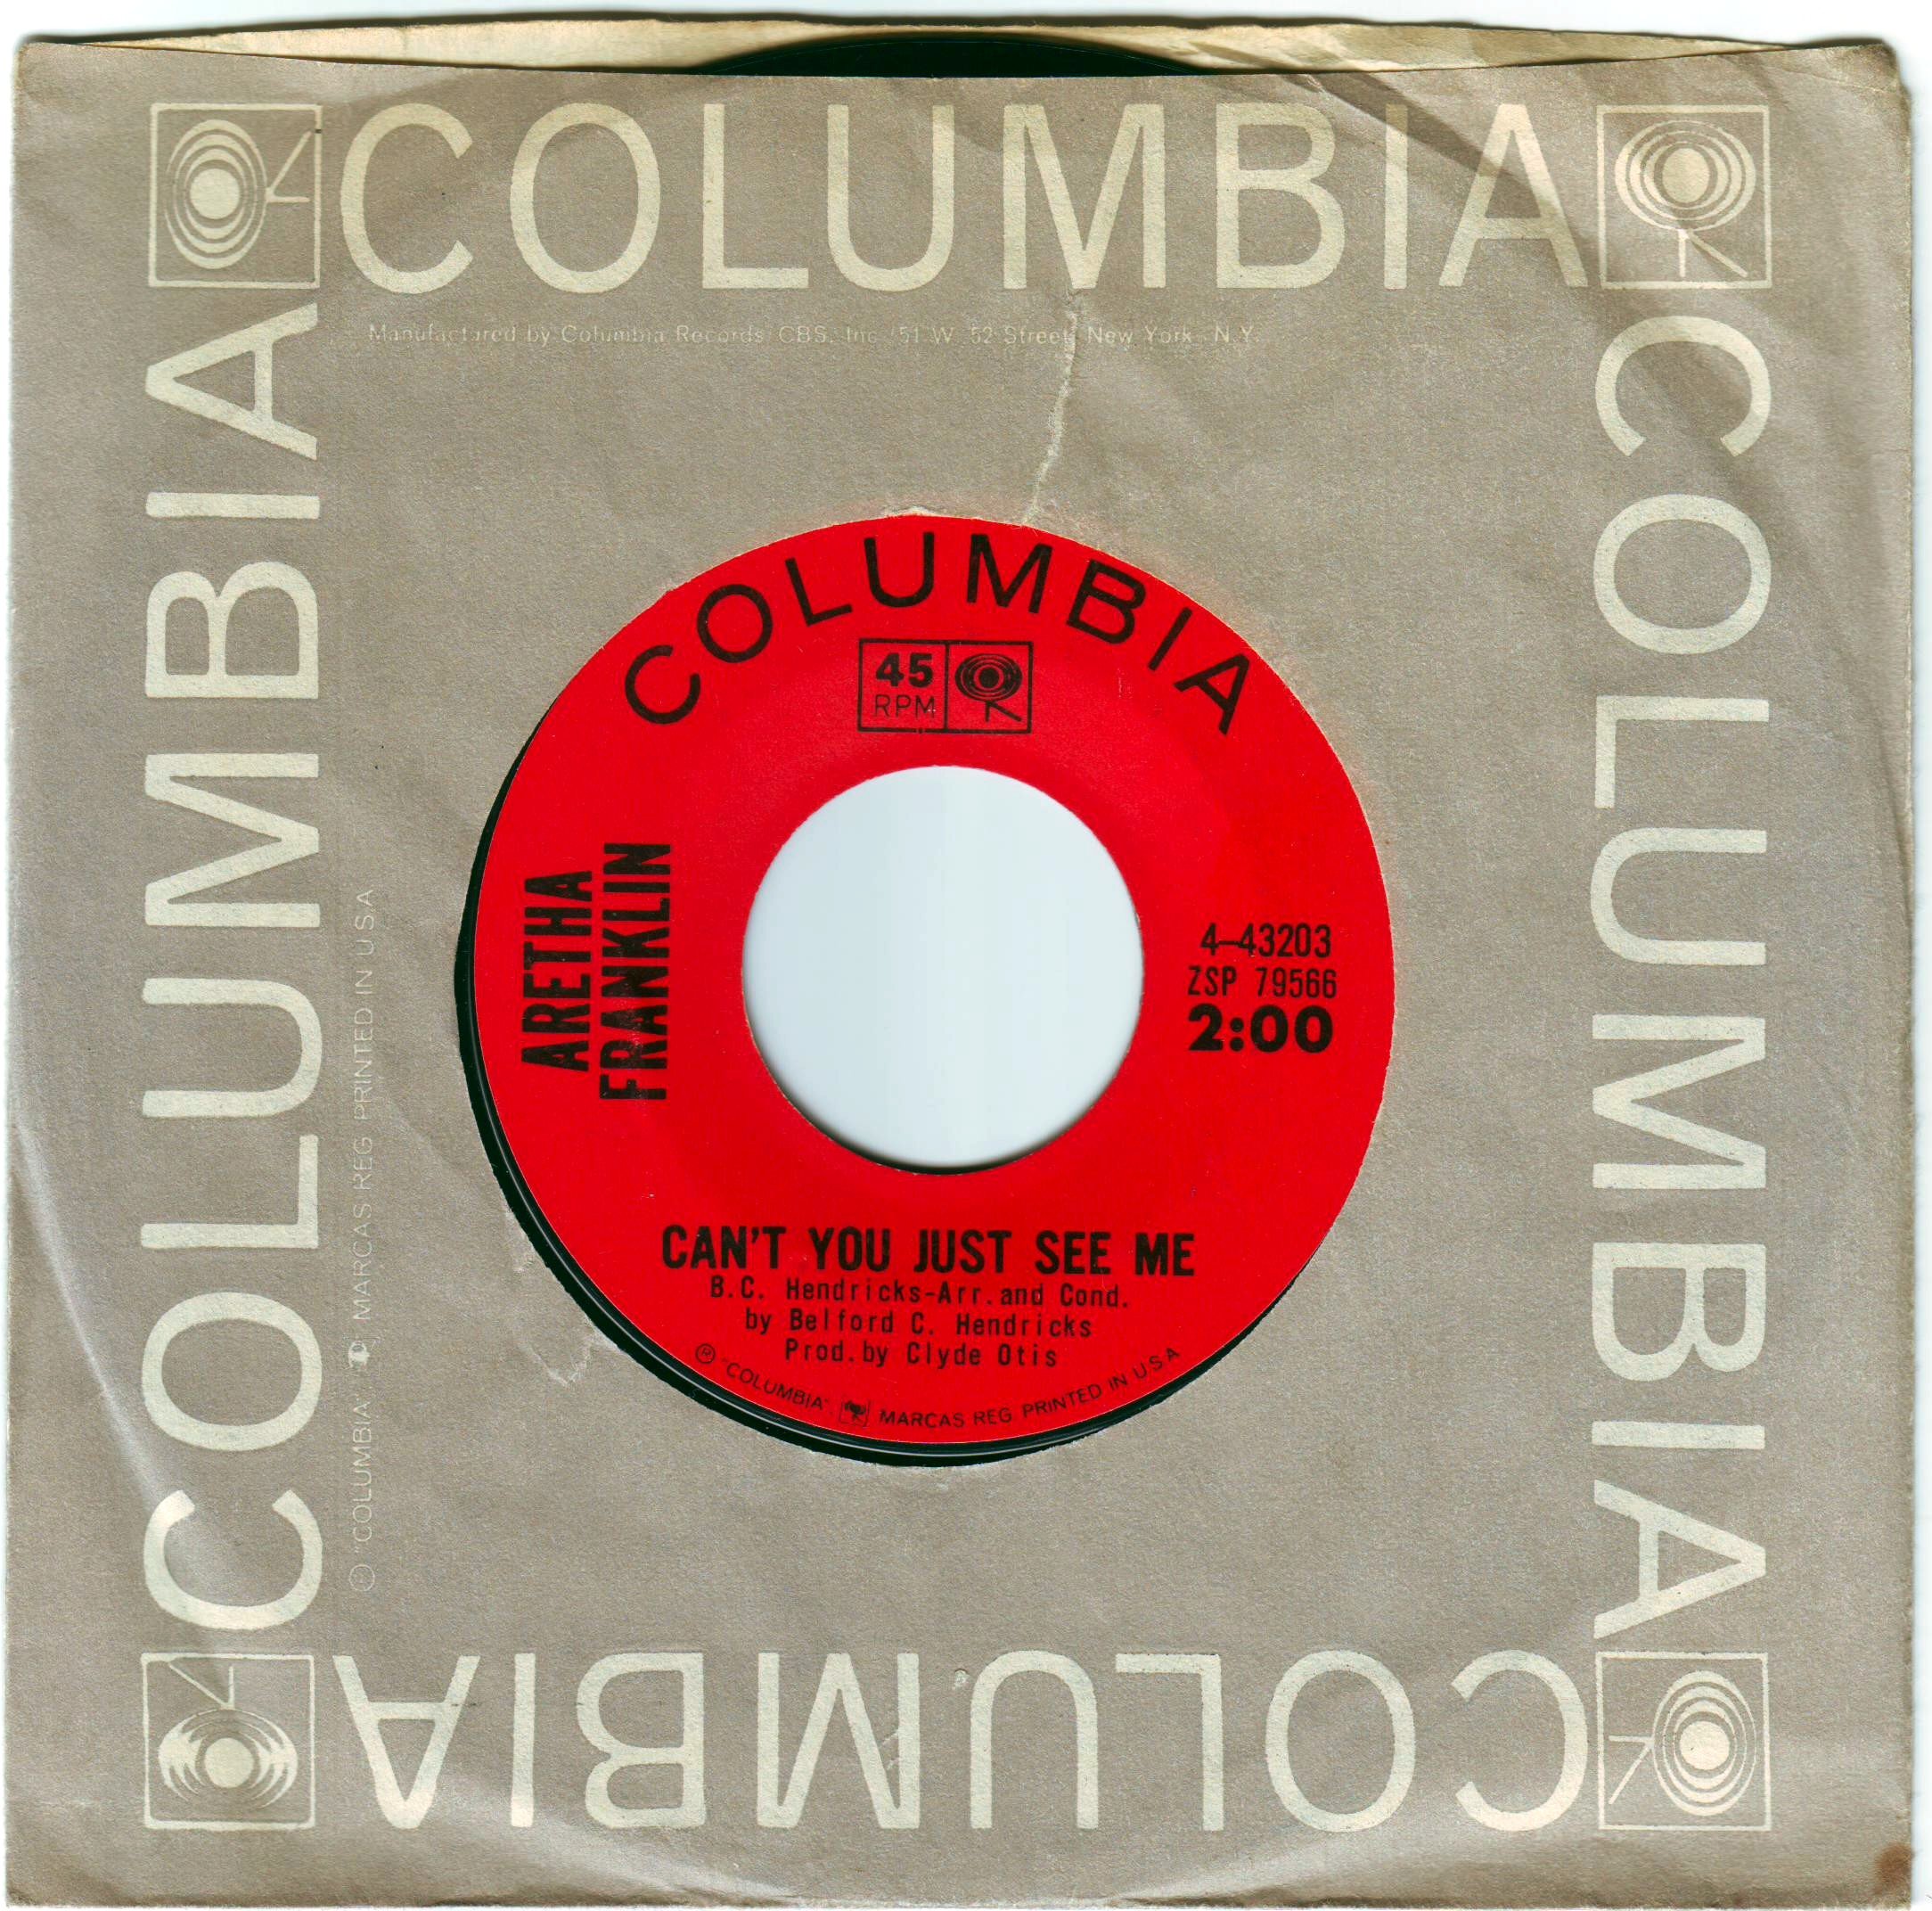 COLUMBIA
Manufactured by Columbia Records/CBS, Inc./51 W. 52 Street, New York, N.Y.
COLUMBIA
COLUMBIA
COLUMBIA
Ⓡ "COLUMBIA", MARCAS REG. PRINTED IN U.S.A.
COLUMBIA
45
RPM
ARETHA
FRANKLIN
4-43203
ZSP 79566
2:00
CAN'T YOU JUST SEE ME
B.C. Hendricks-Arr. and Cond.
by Belford C. Hendricks
Prod. by Clyde Otis
Ⓡ "COLUMBIA", MARCAS REG. PRINTED IN U.S.A.